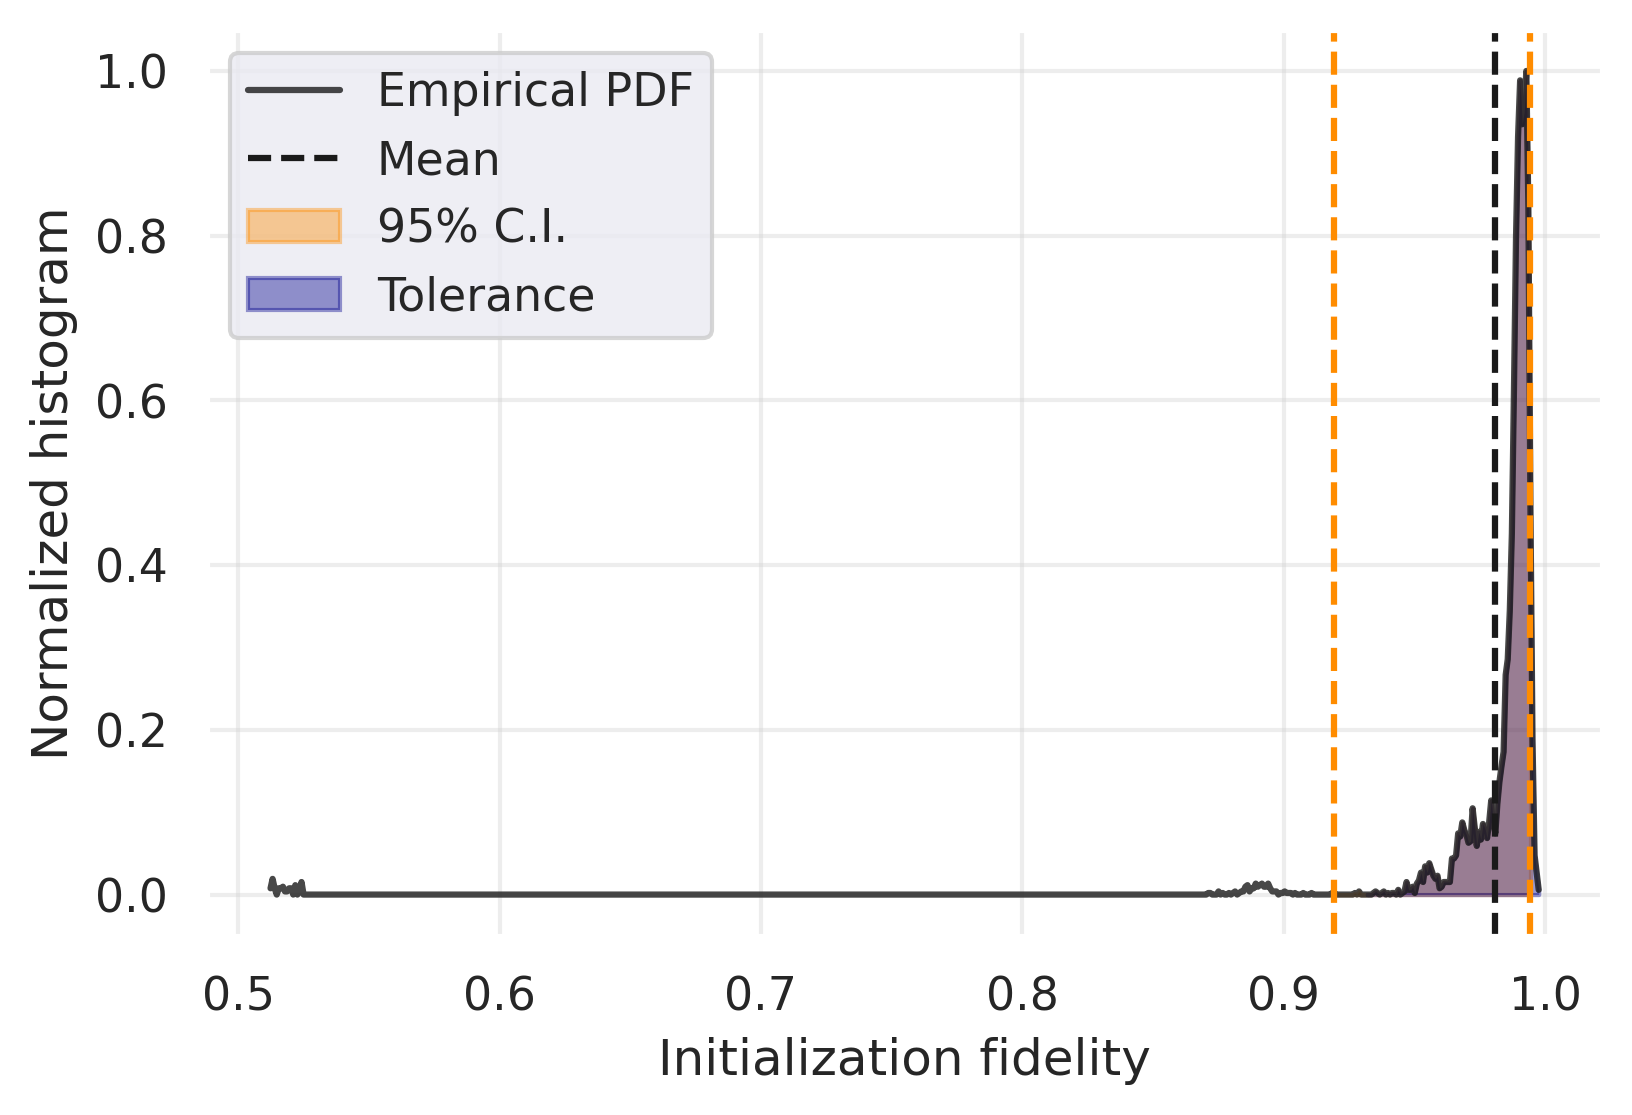 Normalized histogram
1.0
0.8
0.6
0.4
0.2
0.0
Empirical PDF
Mean
95% C.I.
Tolerance
0.5 0.6 0.7 0.8 0.9 1.0
Initialization fidelity